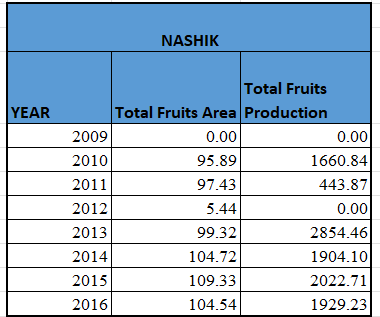 NASHIK
YEAR Total Fruits Area Total Fruits Production
2009 0.00 0.00
2010 95.89 1660.84
2011 97.43 443.87
2012 5.44 0.00
2013 99.32 2854.46
2014 104.72 1904.10
2015 109.33 2022.71
2016 104.54 1929.23